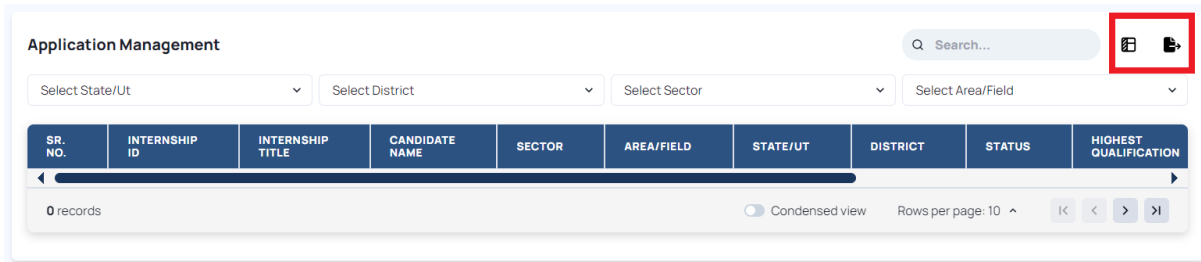 Application Management
Search...
Select State/Ut
Select District
Select Sector
Select Area/Field
SR. NO.
INTERNSHIP ID
INTERNSHIP TITLE
CANDIDATE NAME
SECTOR
AREA/FIELD
STATE/UT
DISTRICT
STATUS
HIGHEST QUALIFICATION
0 records
Condensed view
Rows per page: 10